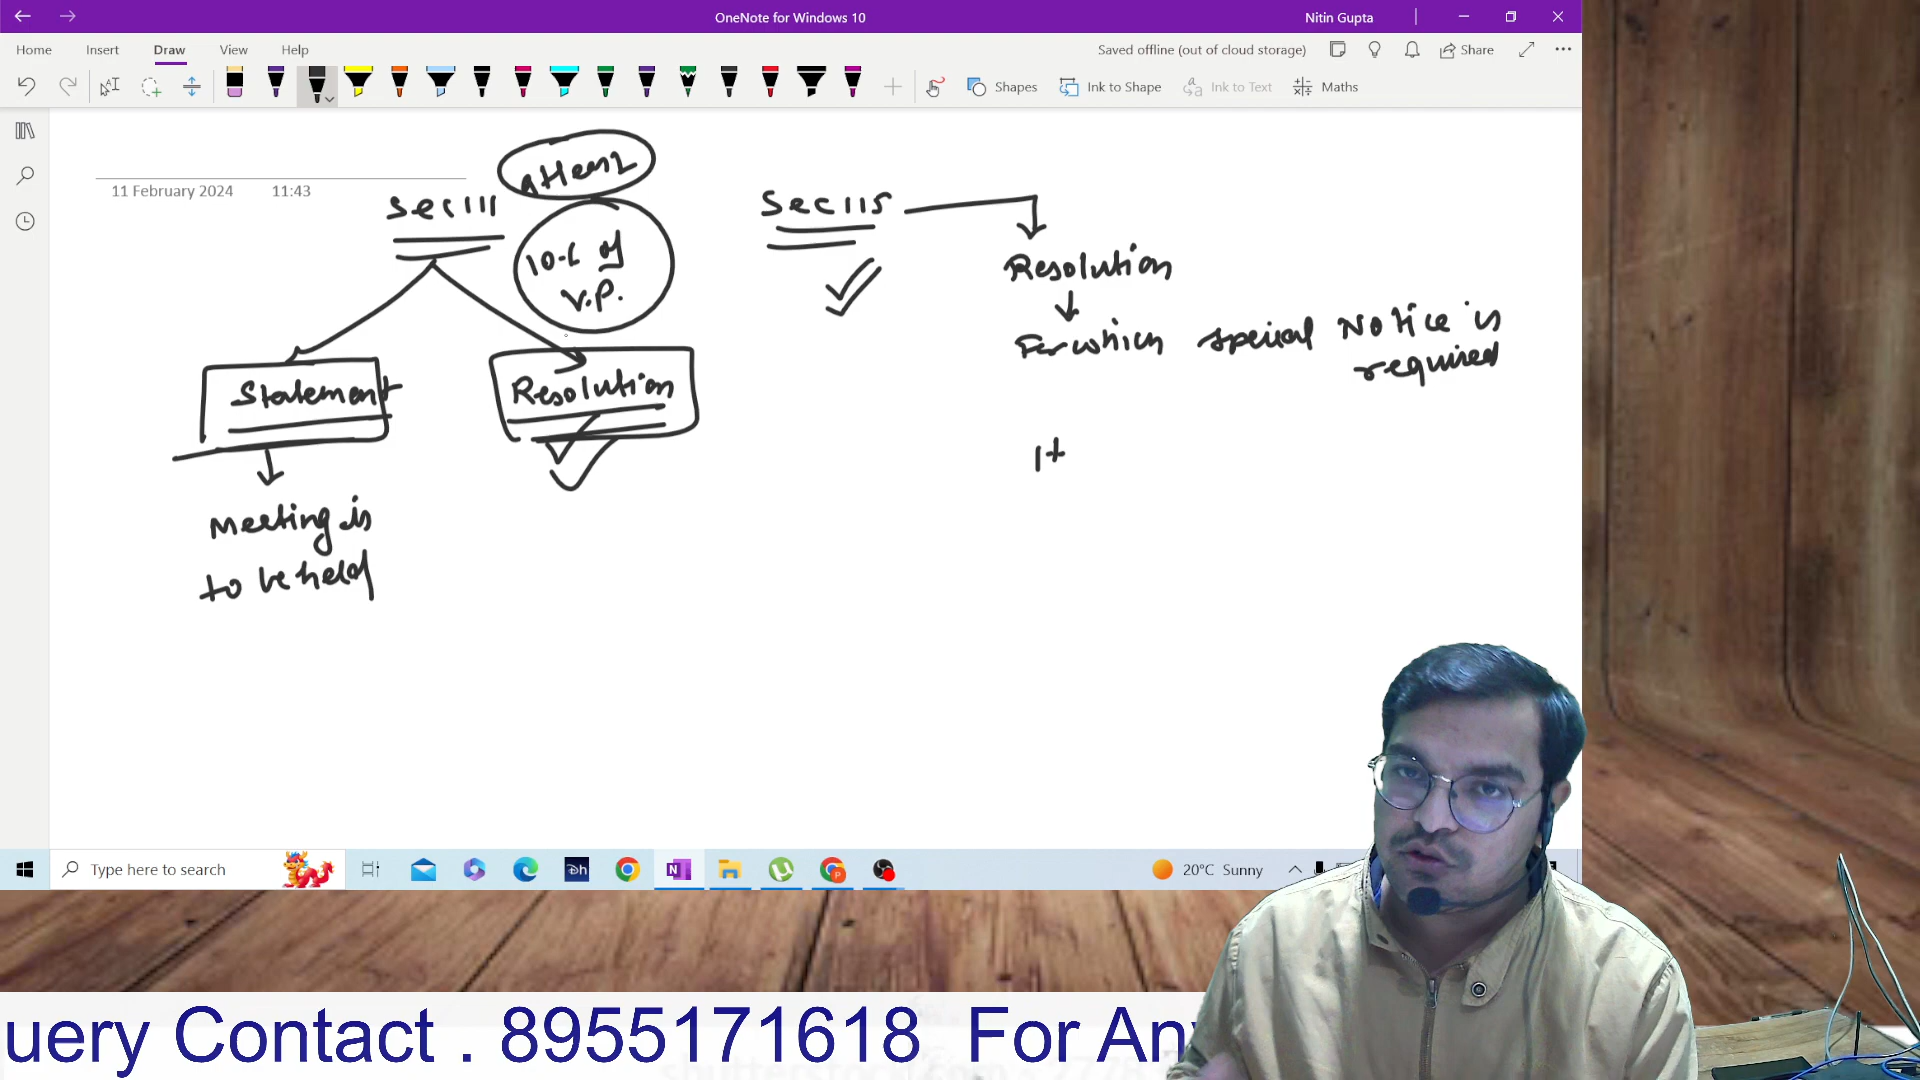 OneNote for Windows 10
Nitin Gupta
Home Insert Draw View Help
Saved offline (out of cloud storage)
Share
Shapes
Ink to Shape
Ink to Text
Maths
11 February 2024 11:43
Sec 111
10-1 of
V.P.
Sec 115
Resolution
For which special Notice is
required
Statement
Resolution
It
Meeting is
to be held
Type here to search
20°C Sunny
uery Contact . 8955171618 For An